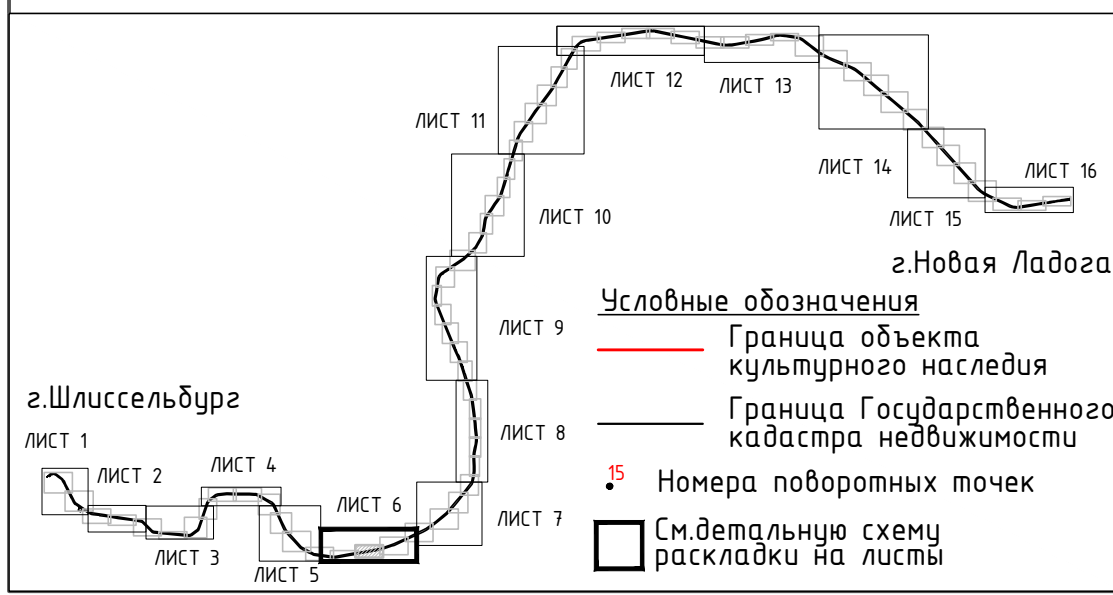 ЛИСТ 12
ЛИСТ 13
ЛИСТ 11
ЛИСТ 14
ЛИСТ 16
ЛИСТ 10
ЛИСТ 15
г.Новая Ладога
ЛИСТ 9
Условные обозначения
Граница объекта
культурного наследия
Граница Государственного
кадастра недвижимости
15
Номера поворотных точек
См.детальную схему
раскладки на листы
г.Шлиссельбург
ЛИСТ 1
ЛИСТ 2
ЛИСТ 4
ЛИСТ 8
ЛИСТ 6
ЛИСТ 7
ЛИСТ 3
ЛИСТ 5